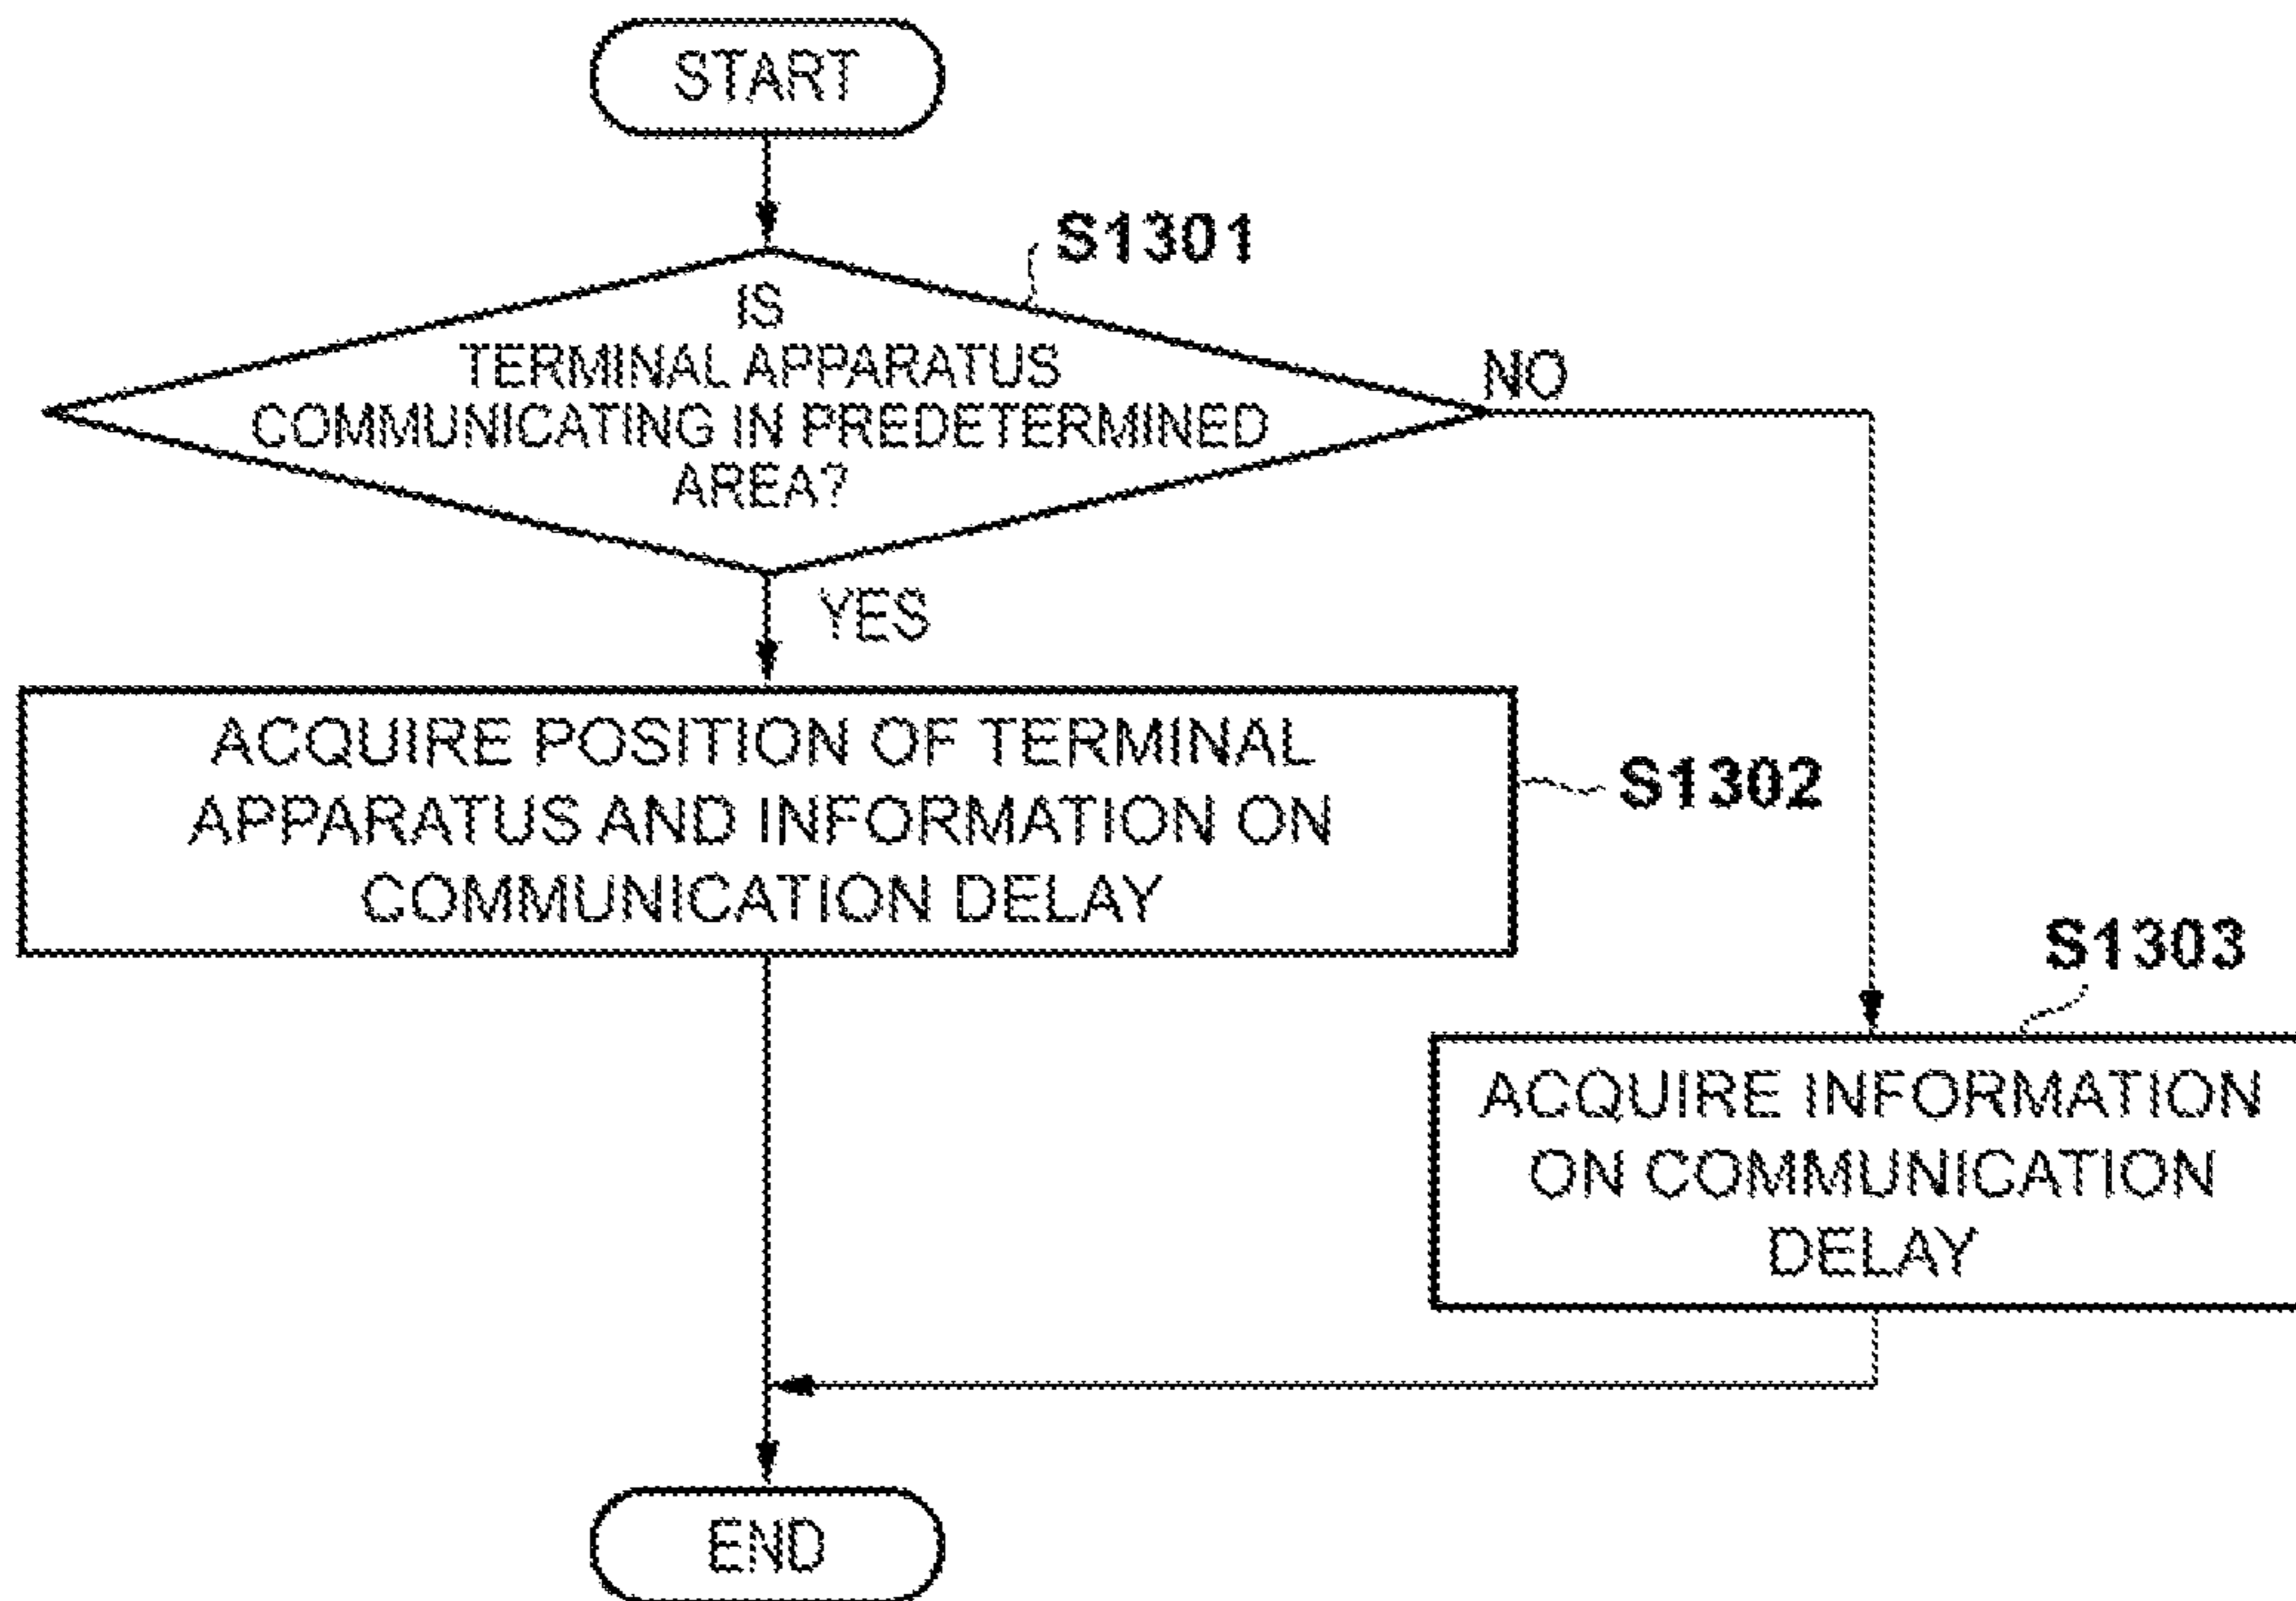 START
S1301
IS
TERMINAL APPARATUS
COMMUNICATING IN PREDETERMINED
AREA?
NO
YES
ACQUIRE POSITION OF TERMINAL
APPARATUS AND INFORMATION ON
COMMUNICATION DELAY
S1302
S1303
ACQUIRE INFORMATION
ON COMMUNICATION
DELAY
END